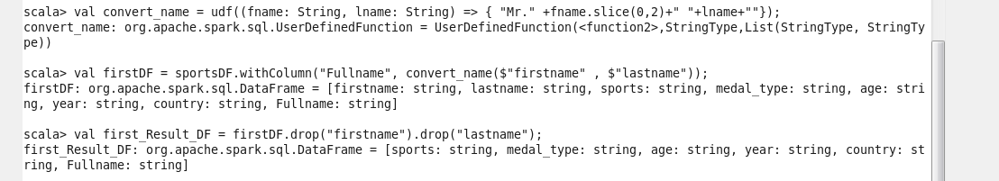 scala> val convert_name = udf((fname: String, lname: String) => { "Mr." +fname.slice(0,2)+" "+lname+""});
convert_name: org.apache.spark.sql.UserDefinedFunction = UserDefinedFunction(<function2>,StringType,List(StringType, StringTy
pe))
scala> val firstDF = sportsDF.withColumn("Fullname", convert_name($"firstname" , $"lastname"));
firstDF: org.apache.spark.sql.DataFrame = [firstname: string, lastname: string, sports: string, medal_type: string, age: stri
ng, year: string, country: string, Fullname: string]
scala> val first_Result_DF = firstDF.drop("firstname").drop("lastname");
first_Result_DF: org.apache.spark.sql.DataFrame = [sports: string, medal_type: string, age: string, year: string, country: st
ring, Fullname: string]